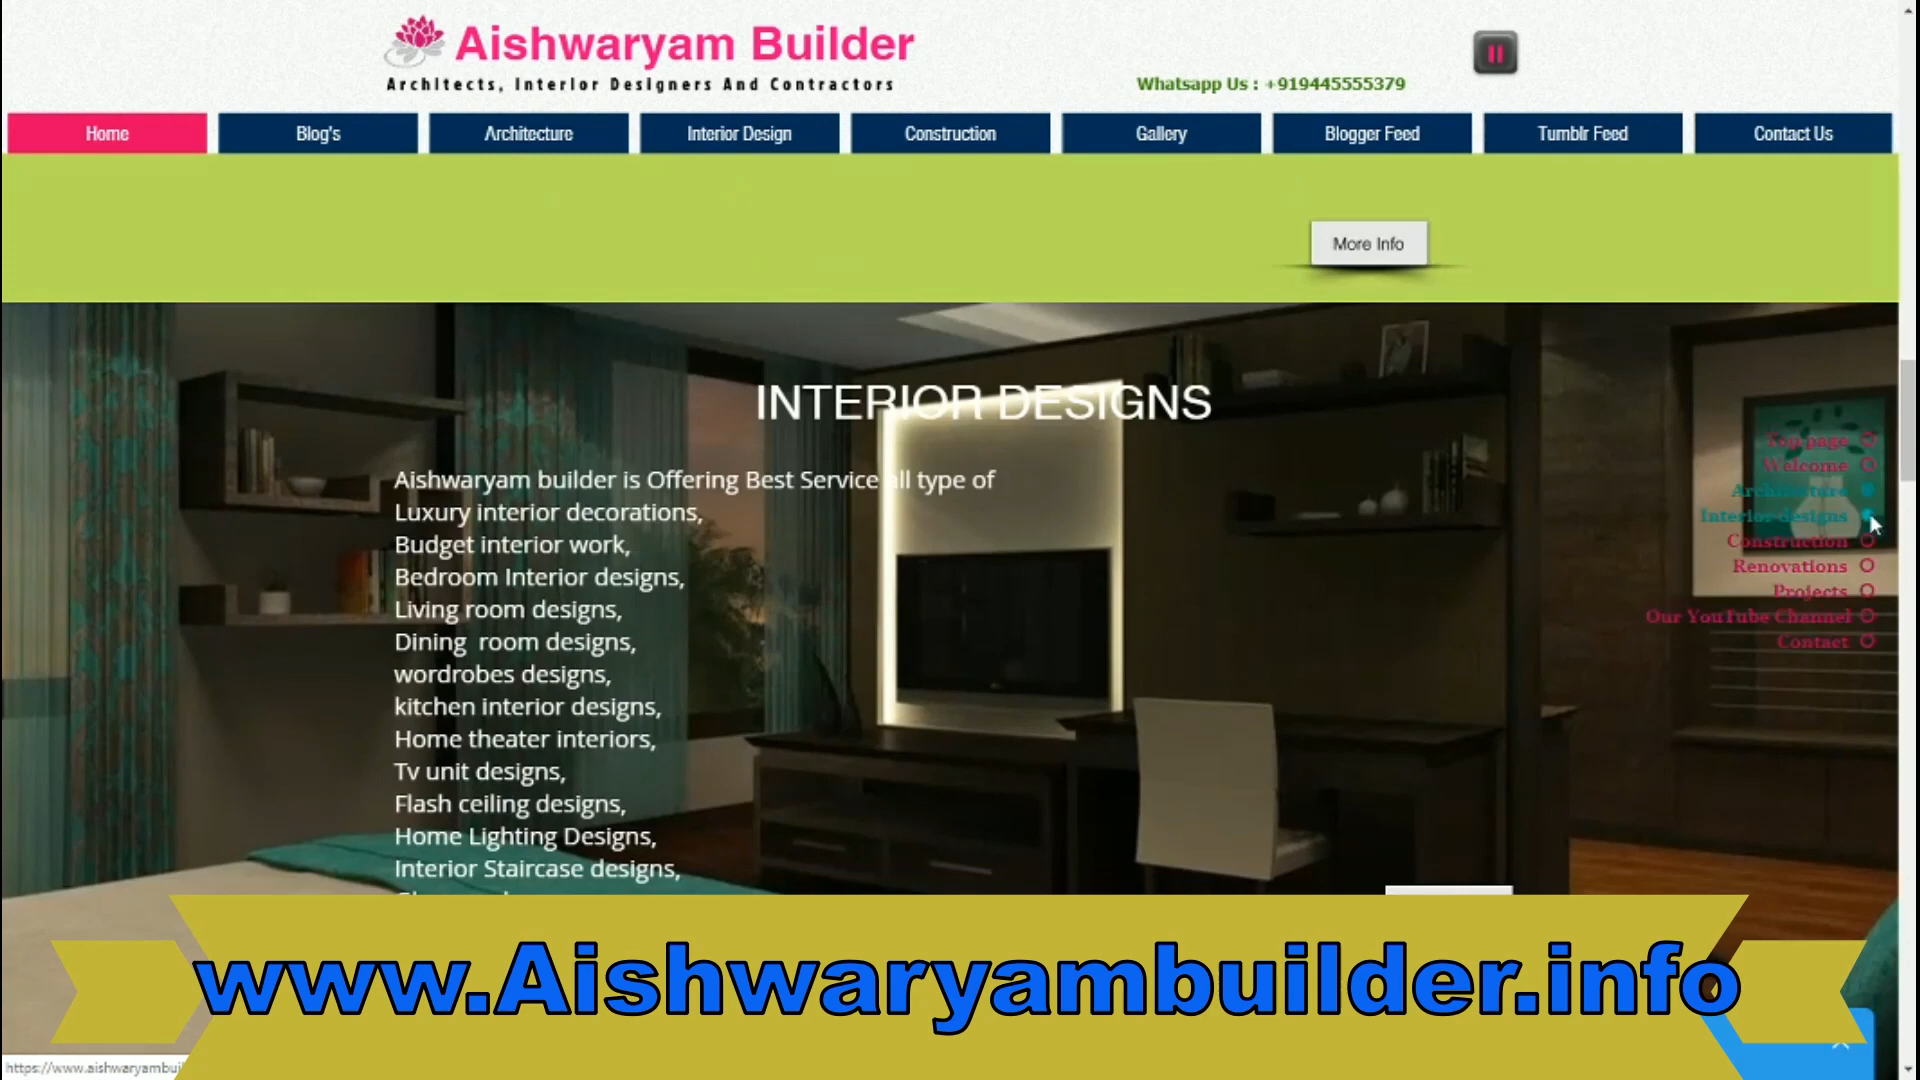 Aishwaryam Builder
Architects, Interior Designers And Contractors
Whatsapp Us : +919445555379
Home
Blog's
Architecture
Interior Design
Construction
Gallery
Blogger Feed
Tumblr Feed
Contact Us
More Info
INTERIOR DESIGNS
Aishwaryam builder is Offering Best Service all type of
Luxury interior decorations,
Budget interior work,
Bedroom Interior designs,
Living room designs,
Dining room designs,
wordrobes designs,
kitchen interior designs,
Home theater interiors,
Tv unit designs,
Flash ceiling designs,
Home Lighting Designs,
Interior Staircase designs,
Top page
Welcome
Architecture
Interior designs
Construction
Renovations
Projects
Our YouTube Channel
Contact
www.Aishwaryambuilder.info
https://www.aishwaryambui